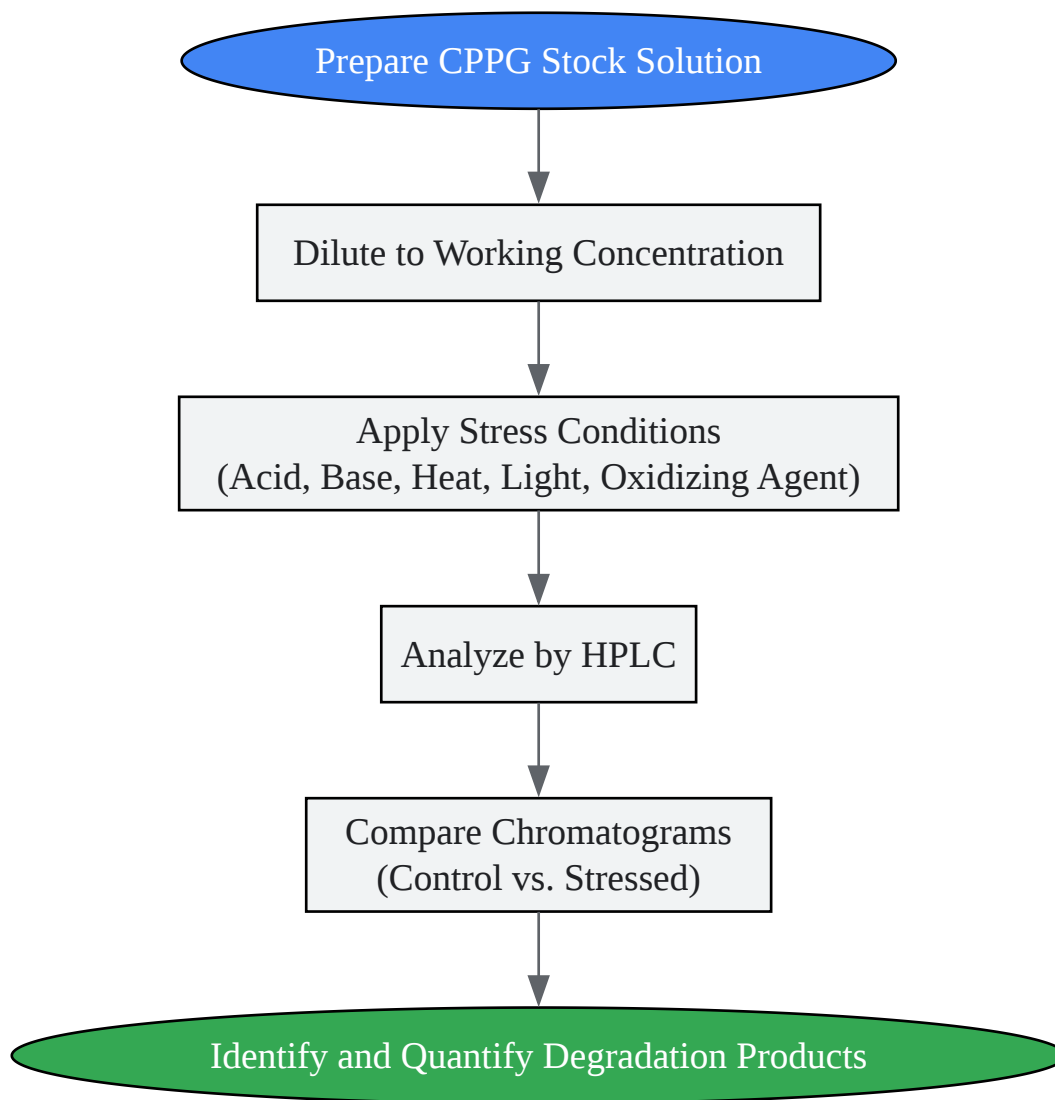 Prepare CPPG Stock Solution
Dilute to Working Concentration
Apply Stress Conditions
(Acid, Base, Heat, Light, Oxidizing Agent)
Analyze by HPLC
Compare Chromatograms
(Control vs. Stressed)
Identify and Quantify Degradation Products